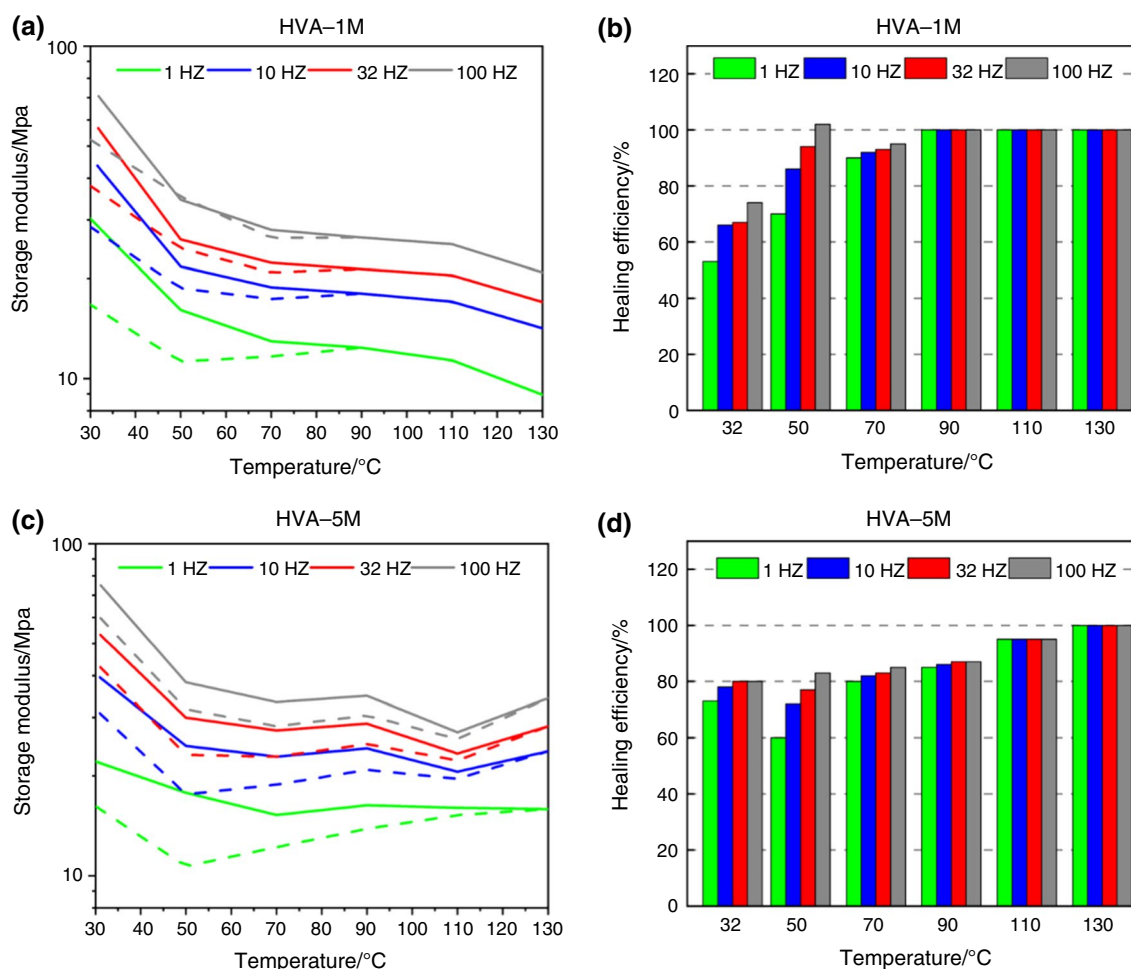 (a)
HVA–1M
1 HZ 10 HZ 32 HZ 100 HZ
Storage modulus/Mpa
100
10
30 40 50 60 70 80 90 100 110 120 130
Temperature/°C
(b)
HVA–1M
1 HZ 10 HZ 32 HZ 100 HZ
Healing efficiency/%
120
100
80
60
40
20
0
32 50 70 90 110 130
Temperature/°C
(c)
HVA–5M
1 HZ 10 HZ 32 HZ 100 HZ
Storage modulus/Mpa
100
10
30 40 50 60 70 80 90 100 110 120 130
Temperature/°C
(d)
HVA–5M
1 HZ 10 HZ 32 HZ 100 HZ
Healing efficiency/%
120
100
80
60
40
20
0
32 50 70 90 110 130
Temperature/°C